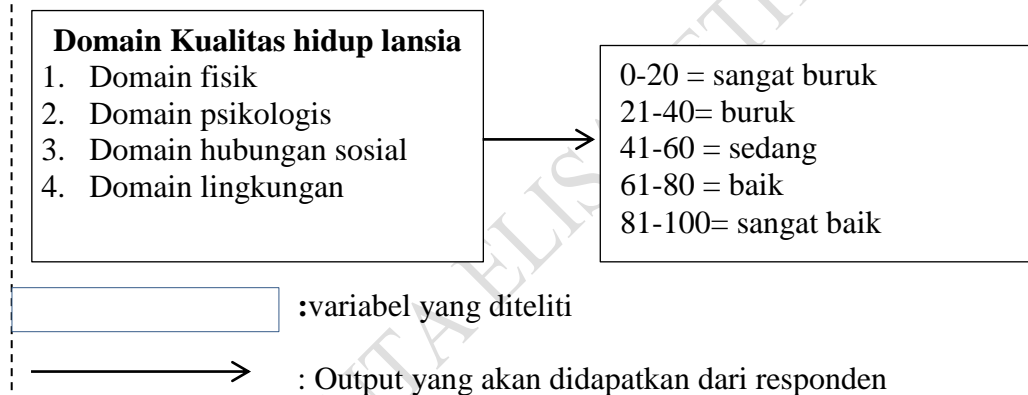 Domain Kualitas hidup lansia
1. Domain fisik
2. Domain psikologis
3. Domain hubungan sosial
4. Domain lingkungan
0-20 = sangat buruk
21-40= buruk
41-60 = sedang
61-80 = baik
81-100= sangat baik
:variabel yang diteliti
: Output yang akan didapatkan dari responden